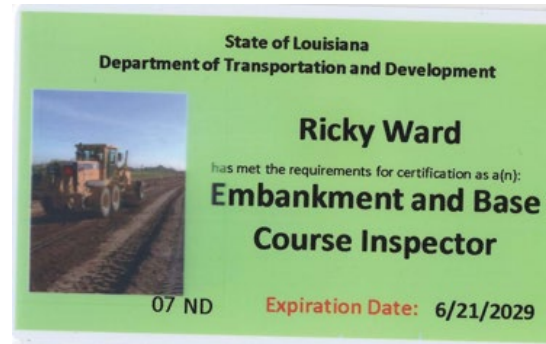 State of Louisiana
Department of Transportation and Development
Ricky Ward
has met the requirements for certification as a(n):
Embankment and Base
Course Inspector
07 ND
Expiration Date: 6/21/2029